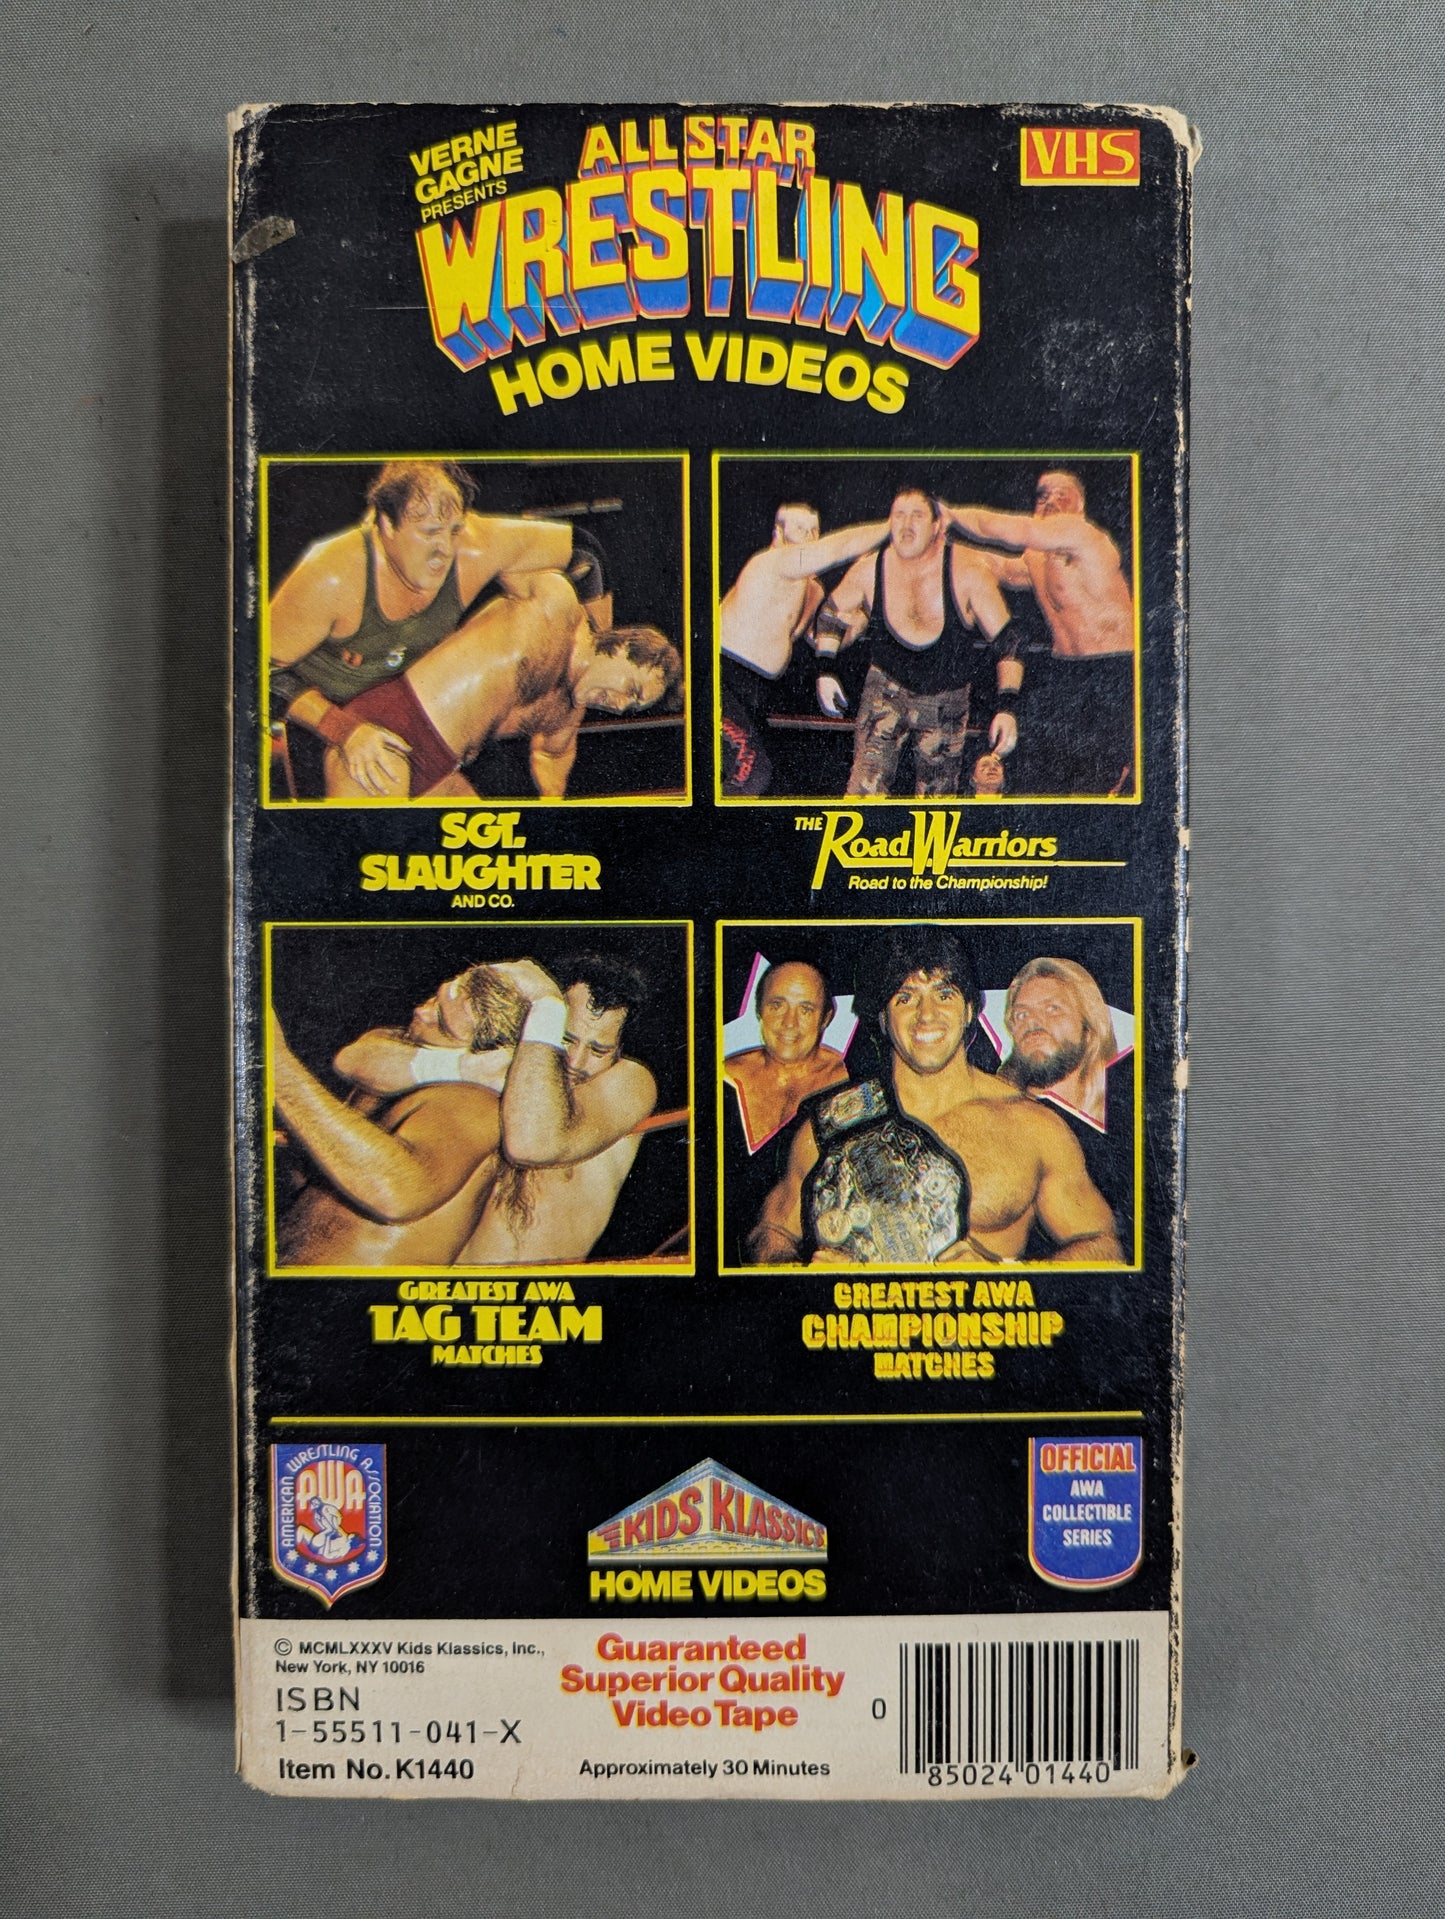 VERNE
GAGNE
PRESENTS
ALL STAR
WRESTLING
HOME VIDEOS
VHS
SGT.
SLAUGHTER
AND CO.
THE Road Warriors
Road to the Championship!
GREATEST AWA
TAG TEAM
MATCHES
GREATEST AWA
CHAMPIONSHIP
MATCHES
AMERICAN WRESTLING ASSOCIATION
AWA
KIDS KLASSICS
HOME VIDEOS
OFFICIAL
AWA
COLLECTIBLE
SERIES
© MCMLXXXV Kids Klassics, Inc.,
New York, NY 10016
ISBN
1-55511-041-X
Item No. K1440
Guaranteed
Superior Quality
Video Tape
Approximately 30 Minutes
0 85024 01440